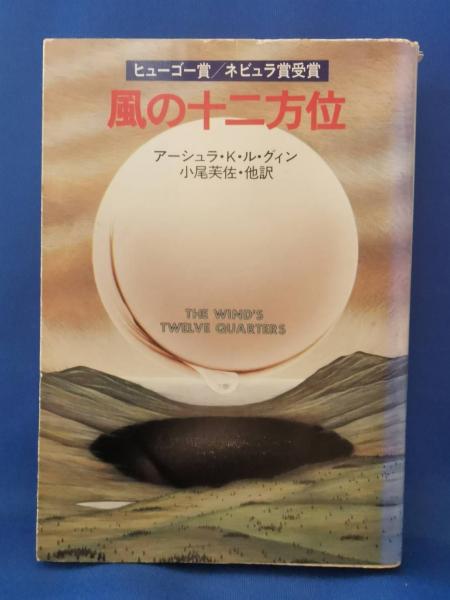 ヒューゴー賞/ネビュラ賞受賞
風の十二方位
アーシュラ・K・ル・グィン
小尾芙佐・他訳
THE WIND'S
TWELVE QUARTERS